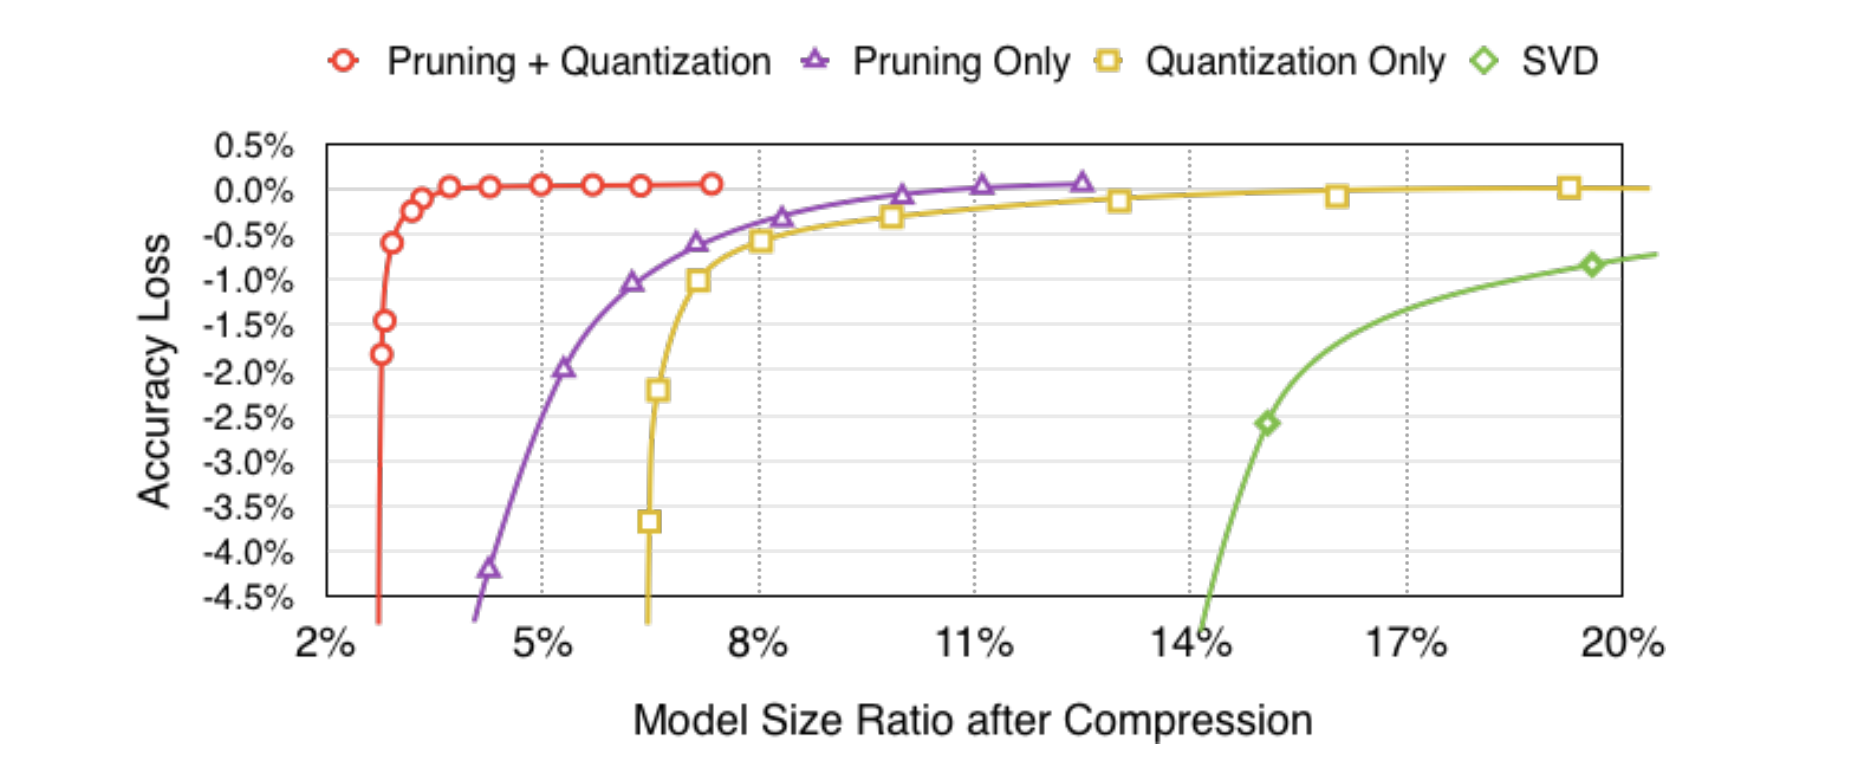 Pruning + Quantization Pruning Only Quantization Only SVD
0.5%
0.0%
-0.5%
-1.0%
-1.5%
-2.0%
-2.5%
-3.0%
-3.5%
-4.0%
-4.5%
Accuracy Loss
2% 5% 8% 11% 14% 17% 20%
Model Size Ratio after Compression